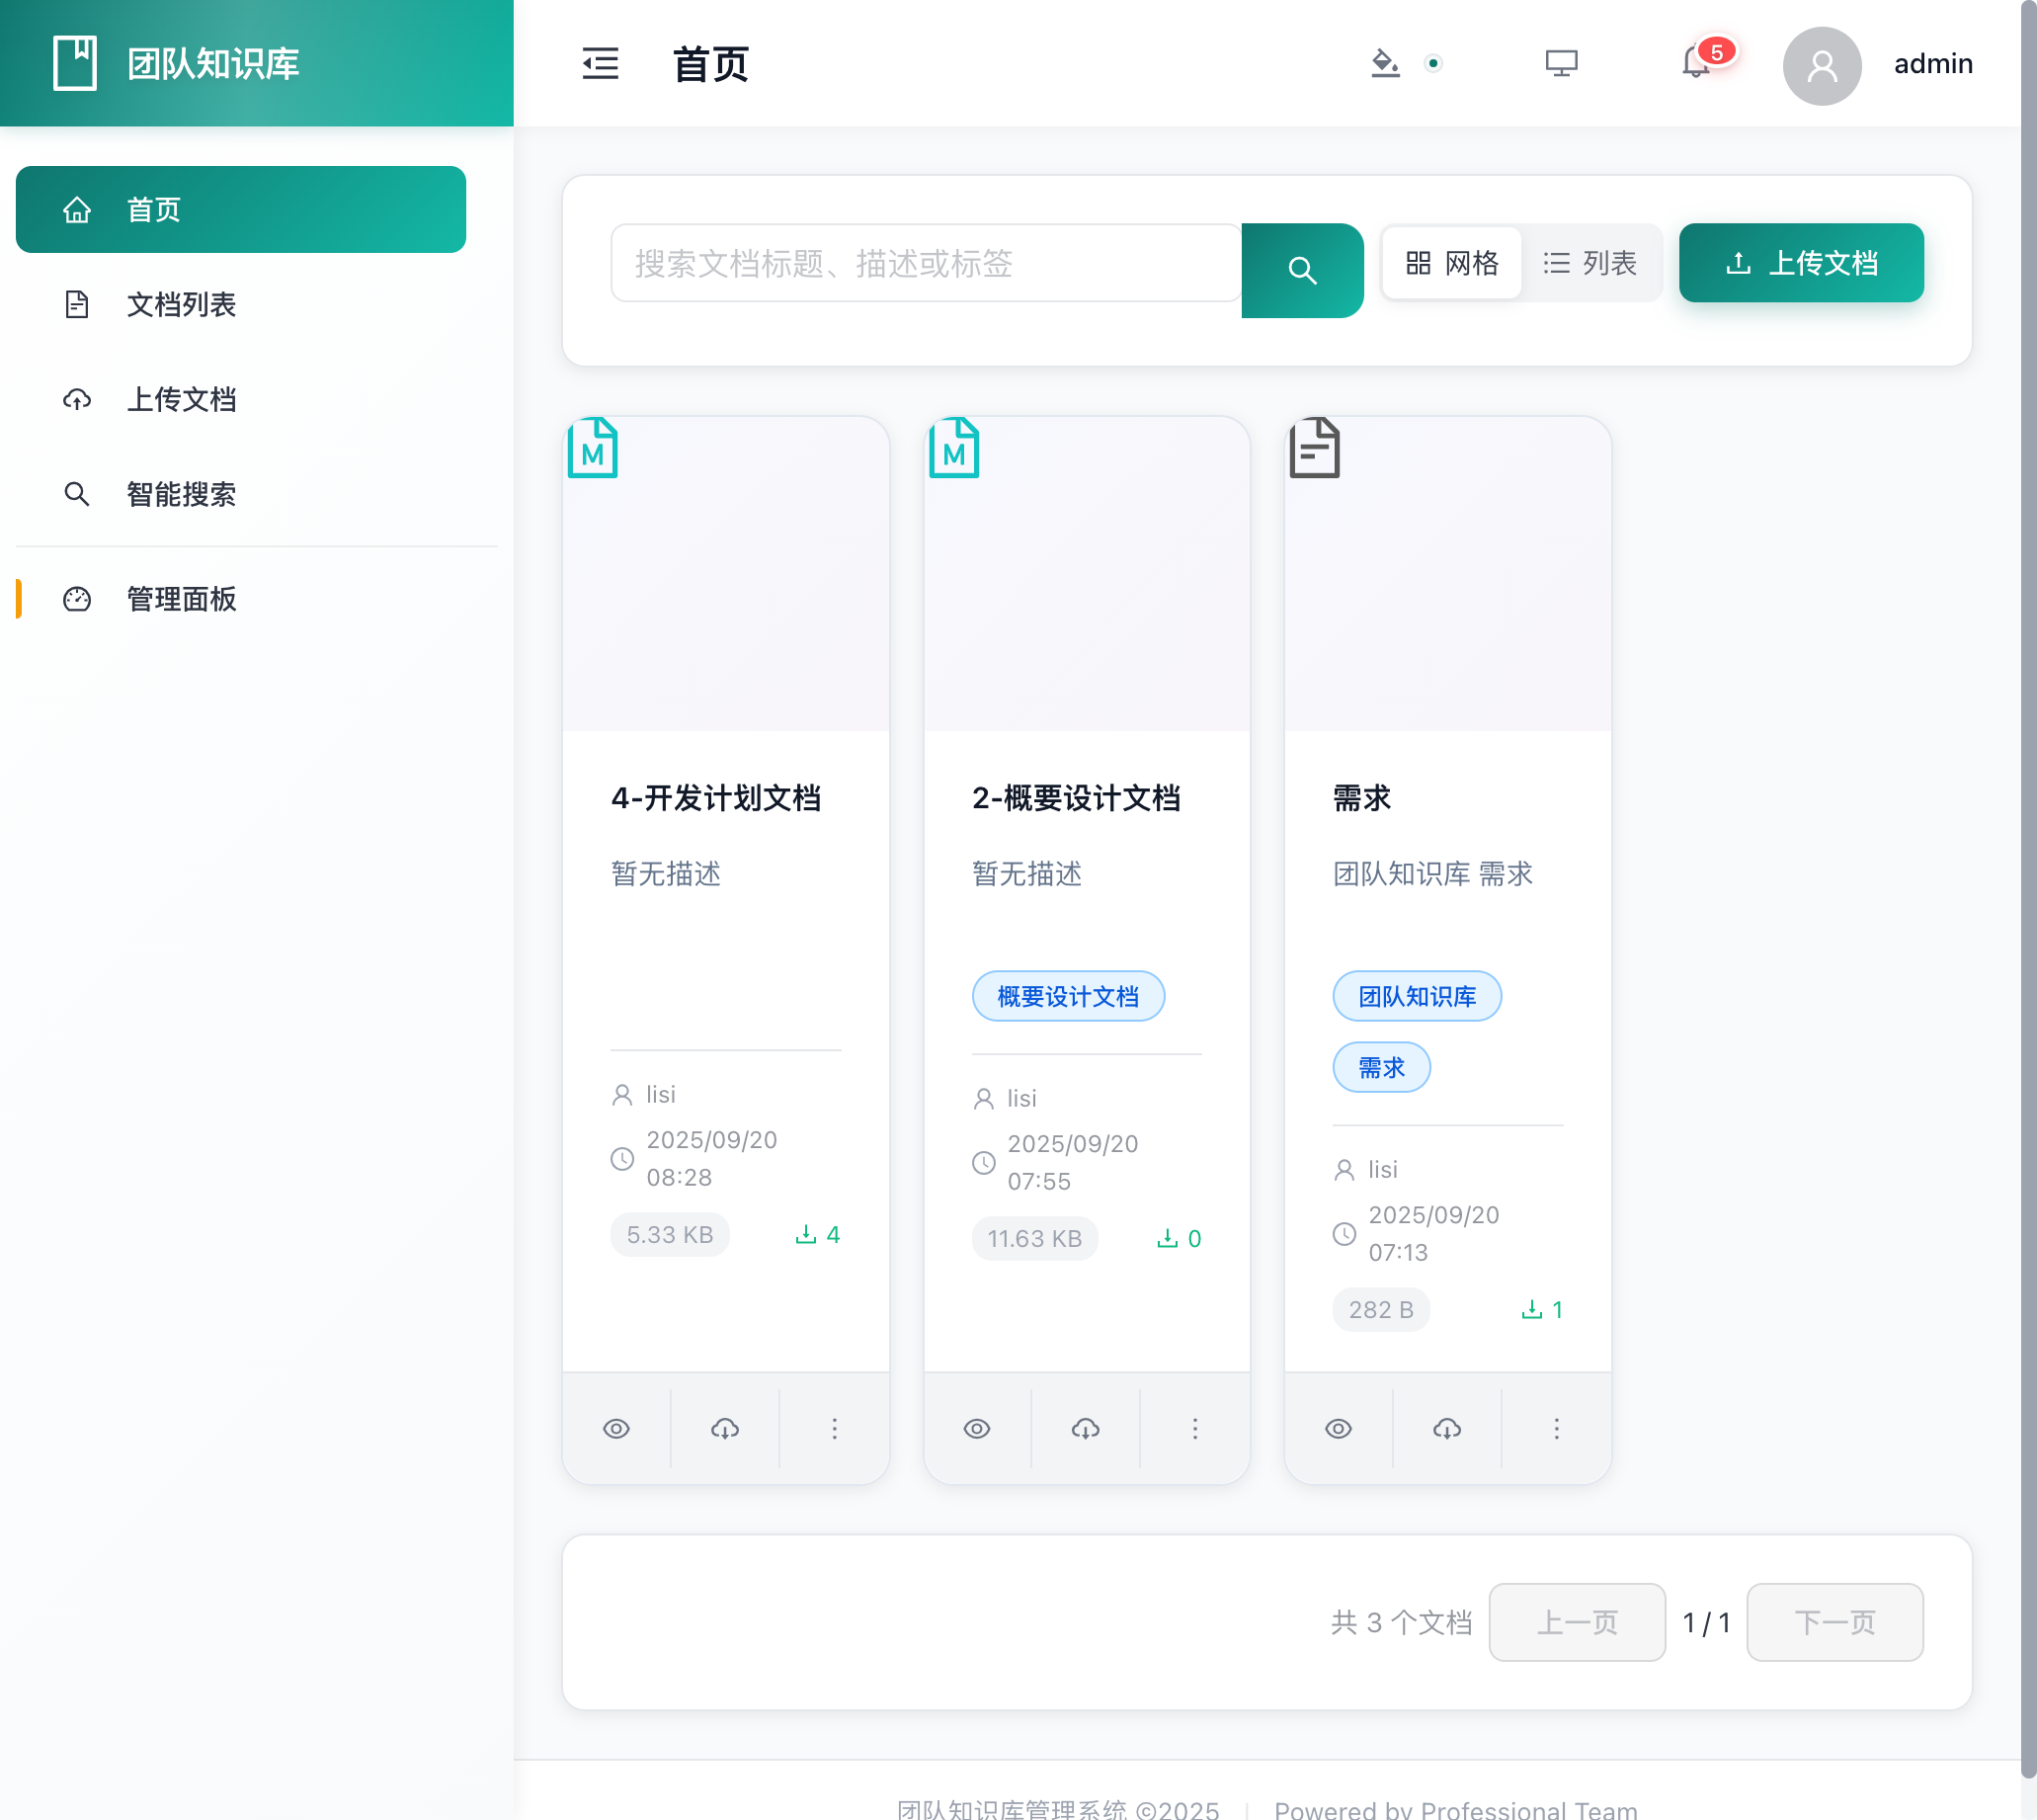 团队知识库
首页
5
admin
首页
文档列表
上传文档
智能搜索
管理面板
搜索文档标题、描述或标签
网格
列表
上传文档
M
4-开发计划文档
暂无描述
lisi
2025/09/20
08:28
5.33 KB
4
M
2-概要设计文档
暂无描述
概要设计文档
lisi
2025/09/20
07:55
11.63 KB
0
需求
团队知识库 需求
团队知识库
需求
lisi
2025/09/20
07:13
282 B
1
共 3 个文档
上一页
1 / 1
下一页
团队知识库管理系统 ©2025
Powered by Professional Team